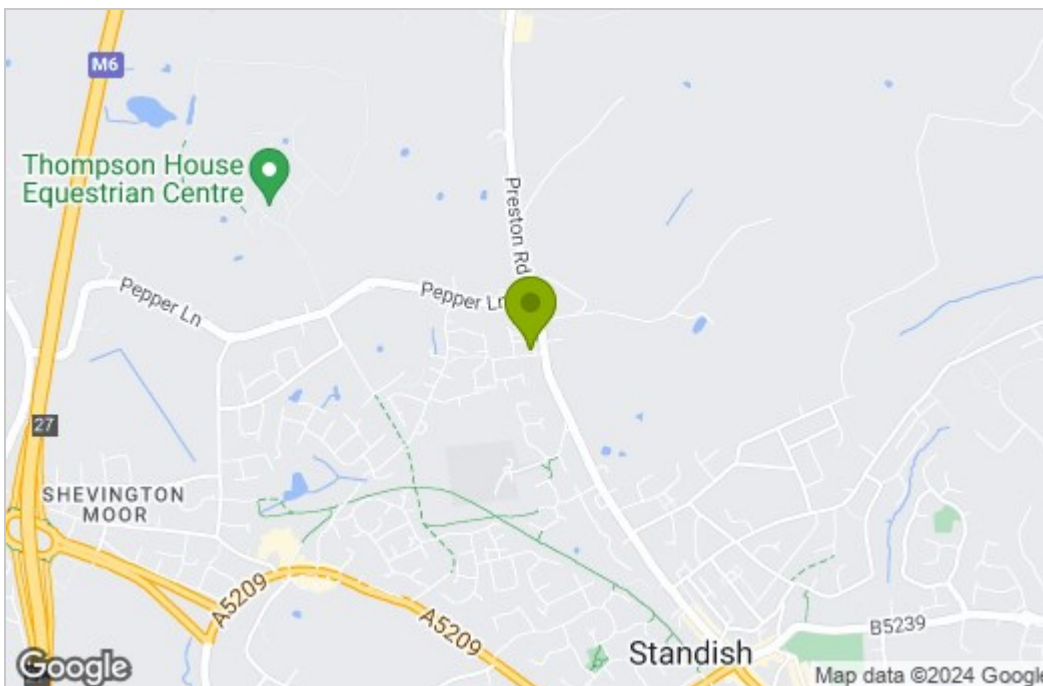 M6
Thompson House
Equestrian Centre
Preston Rd
Pepper Ln
Pepper Ln
27
SHEVINGTON
MOOR
A5209
A5209
B5239
Standish
Google
Map data ©2024 Google